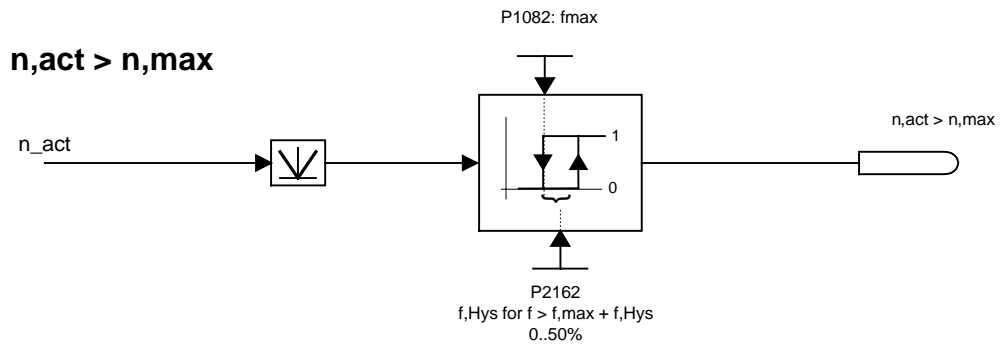 P1082: fmax
n,act > n,max
n,act > n,max
n_act
1
0
P2162
f,Hys for f > f,max + f,Hys
0..50%